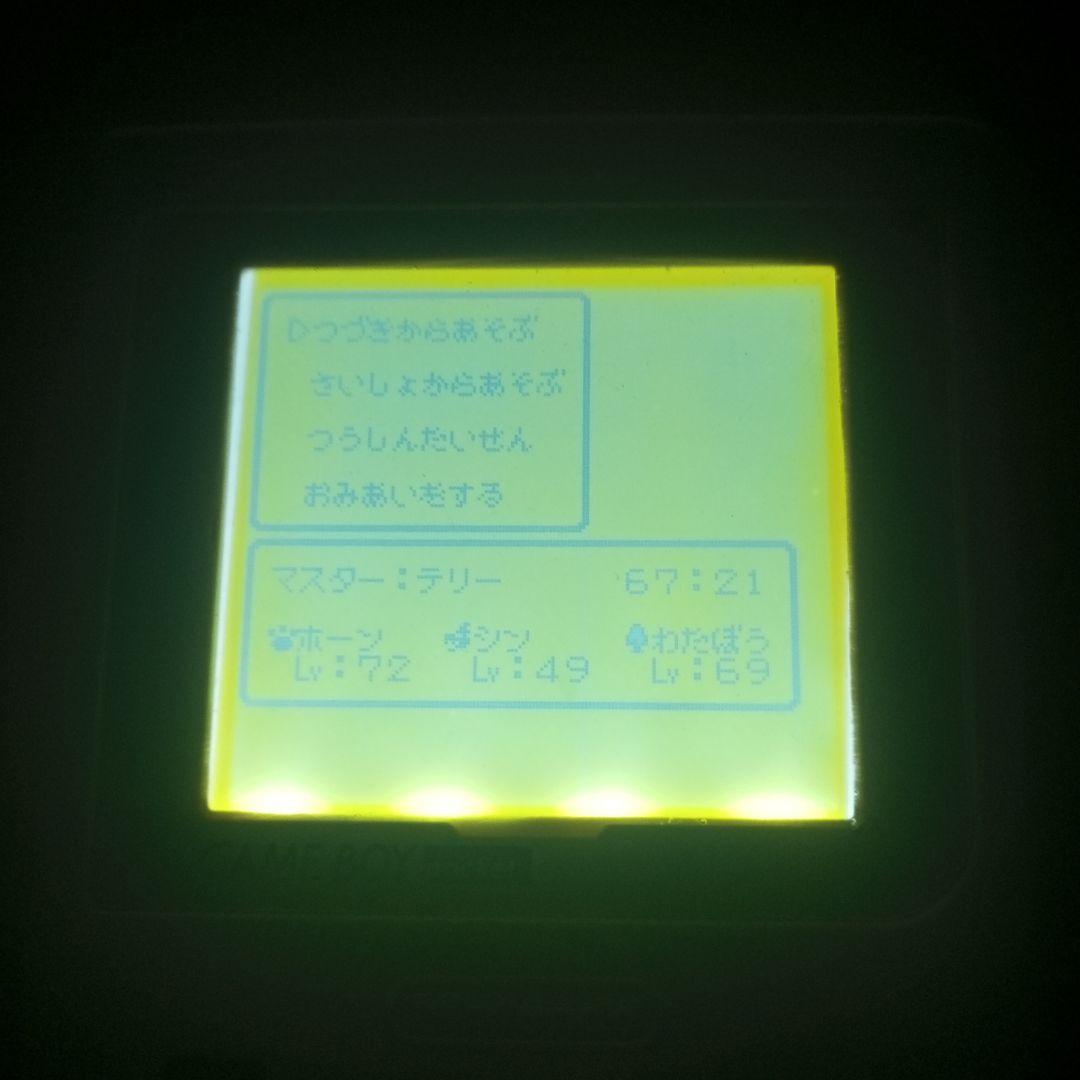 ▷つづきからあそぶ
さいしょからあそぶ
つうしんたいせん
おみあいをする
マスター：テリー 67:21
ホーン シン わたぼう
Lv:72 Lv:49 Lv:69
GAME BOY